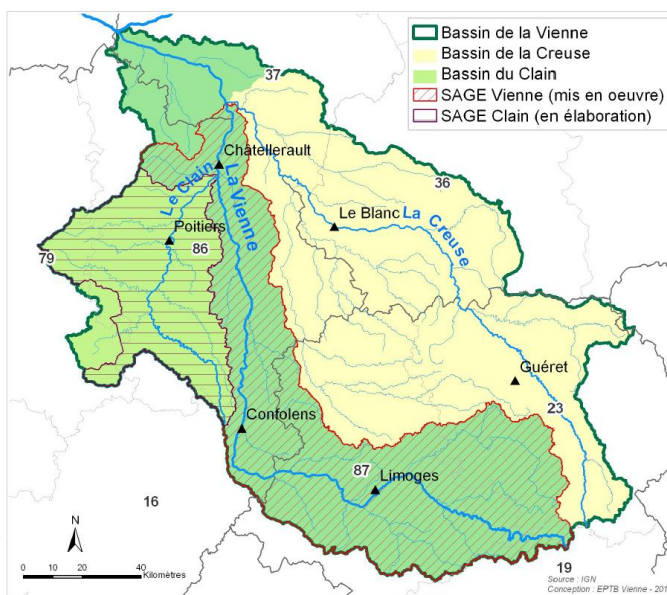 Bassin de la Vienne
Bassin de la Creuse
Bassin du Clain
SAGE Vienne (mis en oeuvre)
SAGE Clain (en élaboration)
37
Châtellerault
36
Le Clain
La Vienne
Le Blanc
La Creuse
Poitiers
86
79
Guéret
23
Confolens
87
Limoges
16
N
19
0 20 40
Kilomètres
Source : IGN
Conception : EPTB Vienne - 201